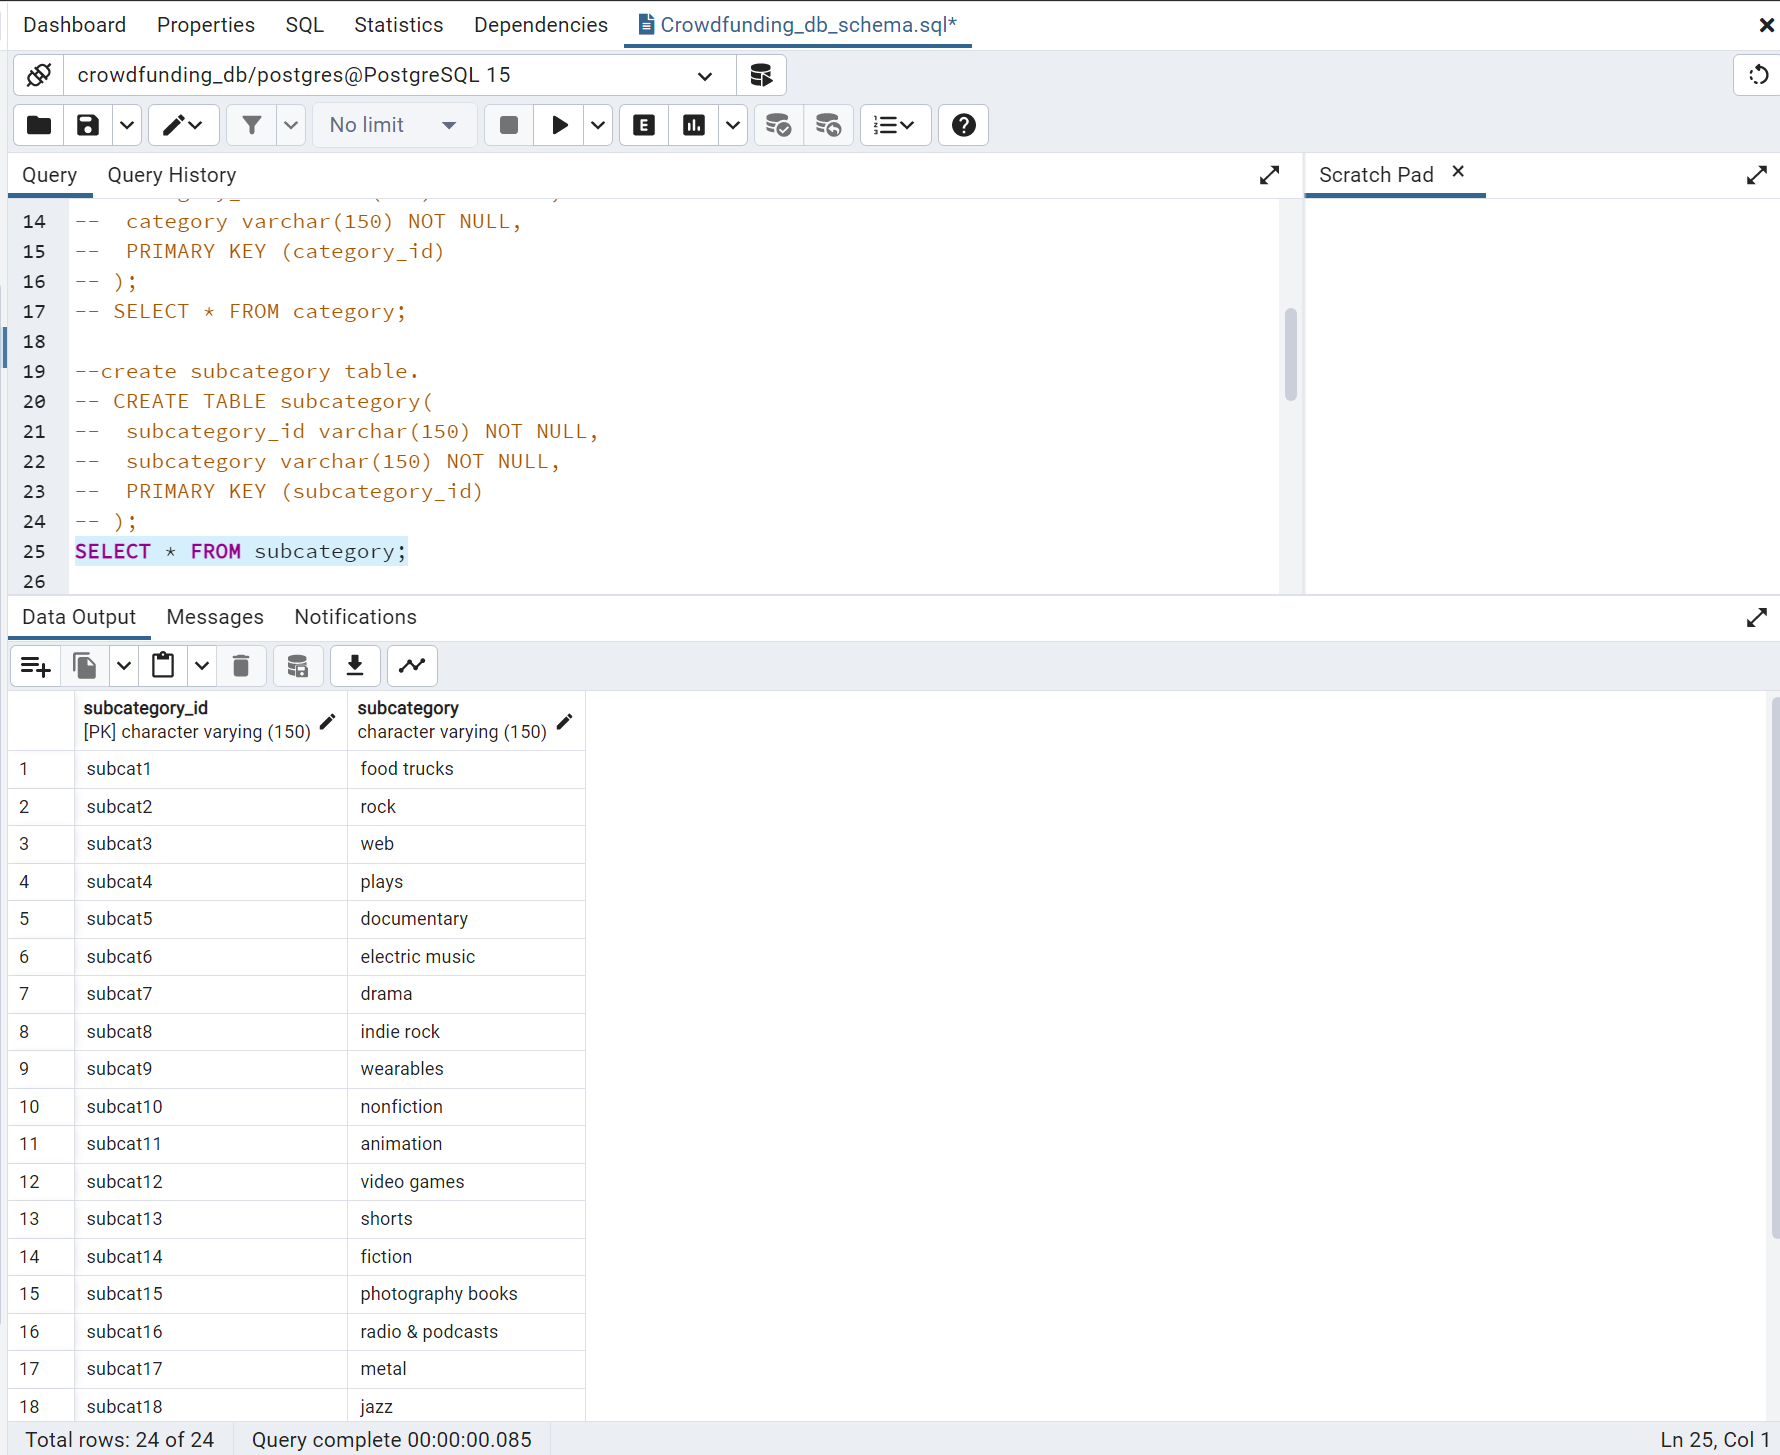 Dashboard Properties SQL Statistics Dependencies Crowdfunding_db_schema.sql*
crowdfunding_db/postgres@PostgreSQL 15
No limit E
Query Query History Scratch Pad
14 -- category varchar(150) NOT NULL,
15 -- PRIMARY KEY (category_id)
16 -- );
17 -- SELECT * FROM category;
18
19 --create subcategory table.
20 -- CREATE TABLE subcategory(
21 -- subcategory_id varchar(150) NOT NULL,
22 -- subcategory varchar(150) NOT NULL,
23 -- PRIMARY KEY (subcategory_id)
24 -- );
25 SELECT * FROM subcategory;
26
Data Output Messages Notifications
subcategory_id subcategory
[PK] character varying (150) character varying (150)
1 subcat1 food trucks
2 subcat2 rock
3 subcat3 web
4 subcat4 plays
5 subcat5 documentary
6 subcat6 electric music
7 subcat7 drama
8 subcat8 indie rock
9 subcat9 wearables
10 subcat10 nonfiction
11 subcat11 animation
12 subcat12 video games
13 subcat13 shorts
14 subcat14 fiction
15 subcat15 photography books
16 subcat16 radio & podcasts
17 subcat17 metal
18 subcat18 jazz
Total rows: 24 of 24 Query complete 00:00:00.085 Ln 25, Col 1